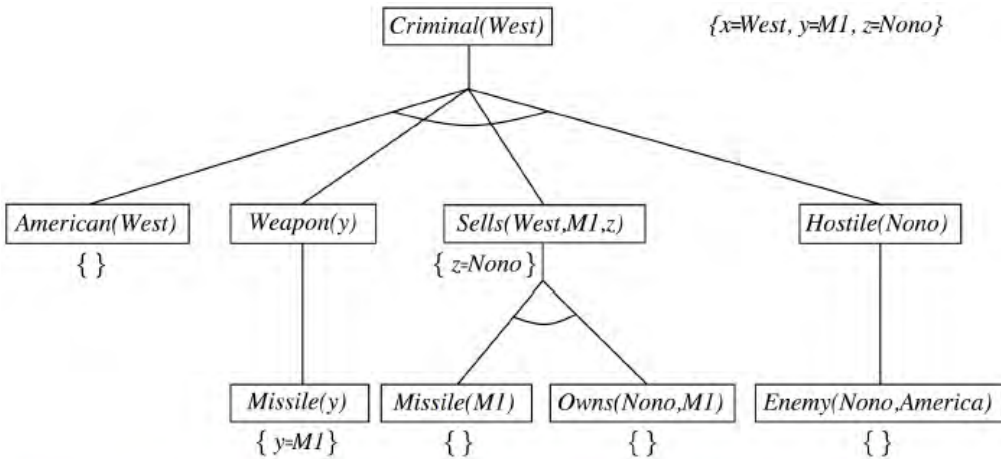 Criminal(West)
{x=West, y=M1, z=Nono}
American(West)
Weapon(y)
Sells(West,M1,z)
Hostile(Nono)
{ }
{ z=Nono }
Missile(y)
Missile(M1)
Owns(Nono,M1)
Enemy(Nono,America)
{ y=M1 }
{ }
{ }
{ }